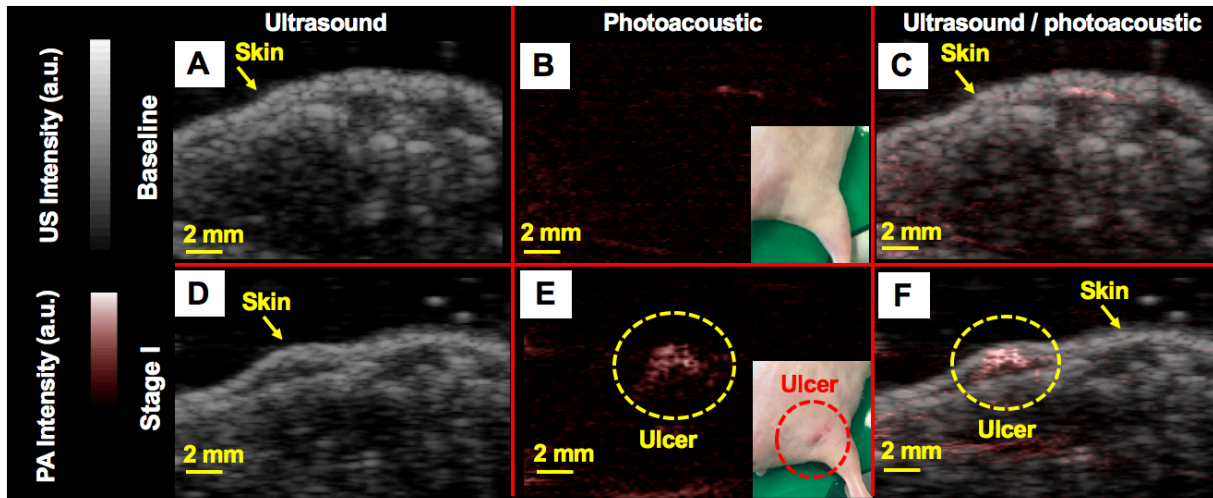 Ultrasound
Photoacoustic
Ultrasound / photoacoustic
US Intensity (a.u.)
Baseline
A
Skin
2 mm
B
2 mm
C
Skin
2 mm
PA Intensity (a.u.)
Stage I
D
Skin
2 mm
E
Ulcer
2 mm
Ulcer
F
Skin
Ulcer
2 mm